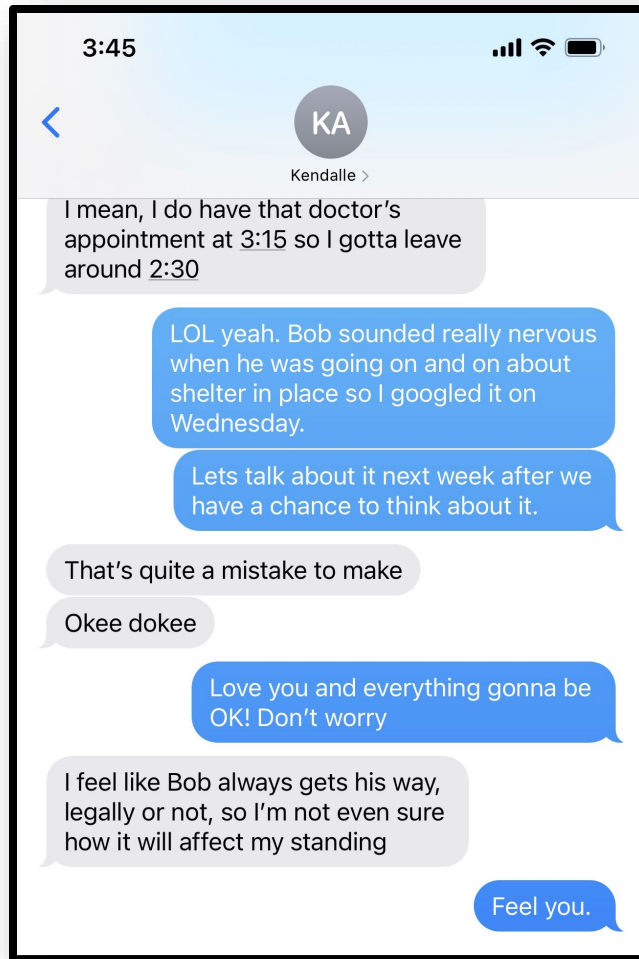 3:45
KA
Kendalle >
I mean, I do have that doctor's
appointment at 3:15 so I gotta leave
around 2:30
LOL yeah. Bob sounded really nervous
when he was going on and on about
shelter in place so I googled it on
Wednesday.
Lets talk about it next week after we
have a chance to think about it.
That's quite a mistake to make
Okee dokee
Love you and everything gonna be
OK! Don't worry
I feel like Bob always gets his way,
legally or not, so I'm not even sure
how it will affect my standing
Feel you.